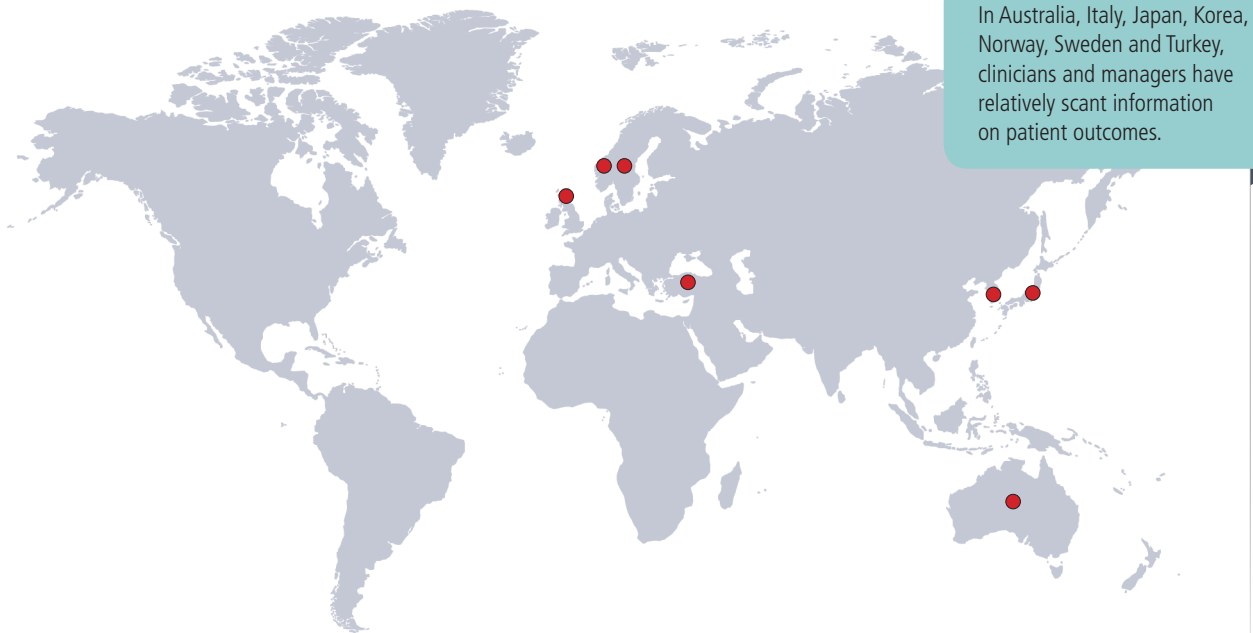 In Australia, Italy, Japan, Korea,
Norway, Sweden and Turkey,
clinicians and managers have
relatively scant information
on patient outcomes.